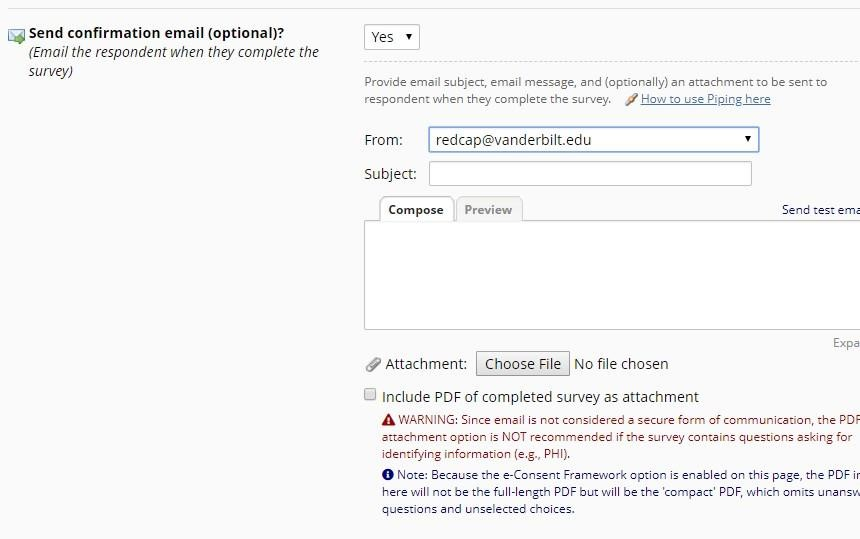 Send confirmation email (optional)?
(Email the respondent when they complete the
survey)
Yes
Provide email subject, email message, and (optionally) an attachment to be sent to
respondent when they complete the survey. How to use Piping here
From: redcap@vanderbilt.edu
Subject:
Compose Preview Send test ema
Expa
Attachment: Choose File No file chosen
Include PDF of completed survey as attachment
WARNING: Since email is not considered a secure form of communication, the PDF
attachment option is NOT recommended if the survey contains questions asking for
identifying information (e.g., PHI).
Note: Because the e-Consent Framework option is enabled on this page, the PDF in
here will not be the full-length PDF but will be the 'compact' PDF, which omits unansw
questions and unselected choices.